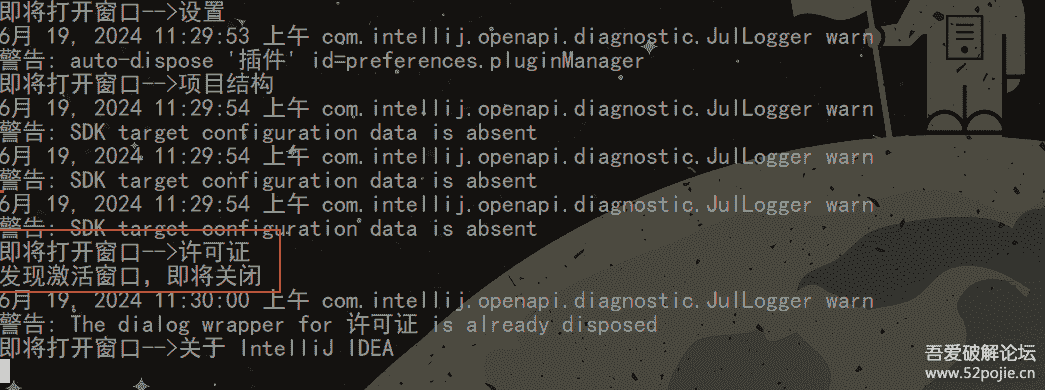 即将打开窗口-->设置
6月 19, 2024 11:29:53 上午 com.intellij.openapi.diagnostic.JulLogger warn
警告: auto-dispose '插件' id=preferences.pluginManager
即将打开窗口-->项目结构
6月 19, 2024 11:29:54 上午 com.intellij.openapi.diagnostic.JulLogger warn
警告: SDK target configuration data is absent
6月 19, 2024 11:29:54 上午 com.intellij.openapi.diagnostic.JulLogger warn
警告: SDK target configuration data is absent
6月 19, 2024 11:29:54 上午 com.intellij.openapi.diagnostic.JulLogger warn
警告: SDK target configuration data is absent
即将打开窗口-->许可证
发现激活窗口，即将关闭
6月 19, 2024 11:30:00 上午 com.intellij.openapi.diagnostic.JulLogger warn
警告: The dialog wrapper for 许可证 is already disposed
即将打开窗口-->关于 IntelliJ IDEA
吾爱破解论坛
www.52pojie.cn